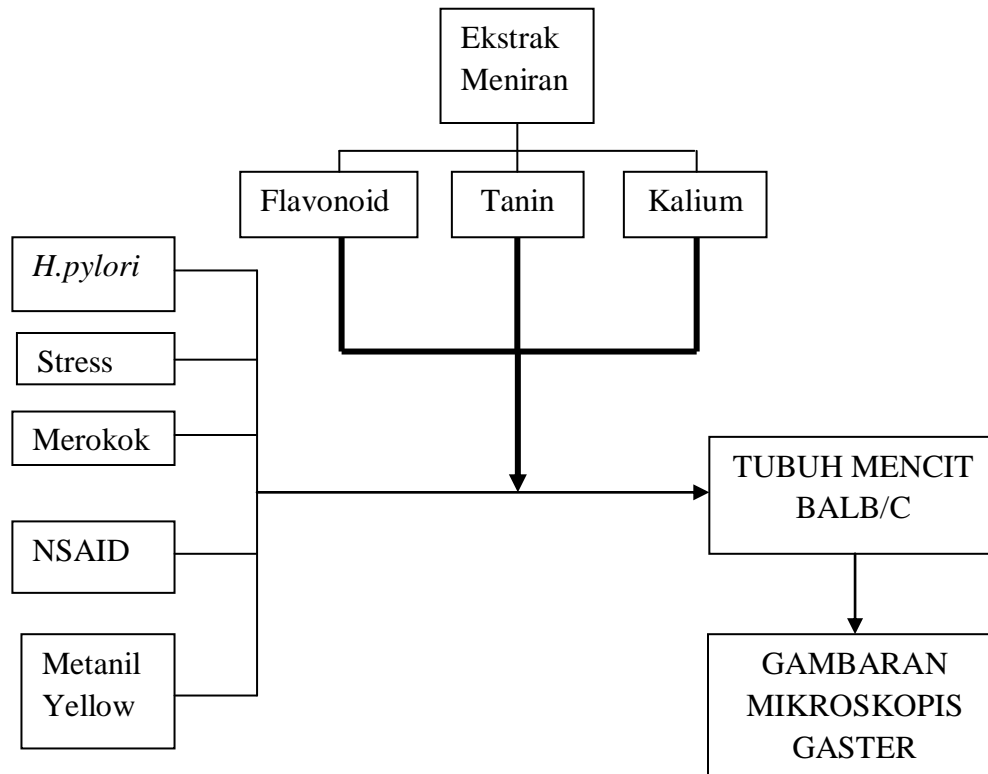 Ekstrak
Meniran
Flavonoid
Tanin
Kalium
H.pylori
Stress
Merokok
NSAID
Metanil
Yellow
TUBUH MENCIT
BALB/C
GAMBARAN
MIKROSKOPIS
GASTER